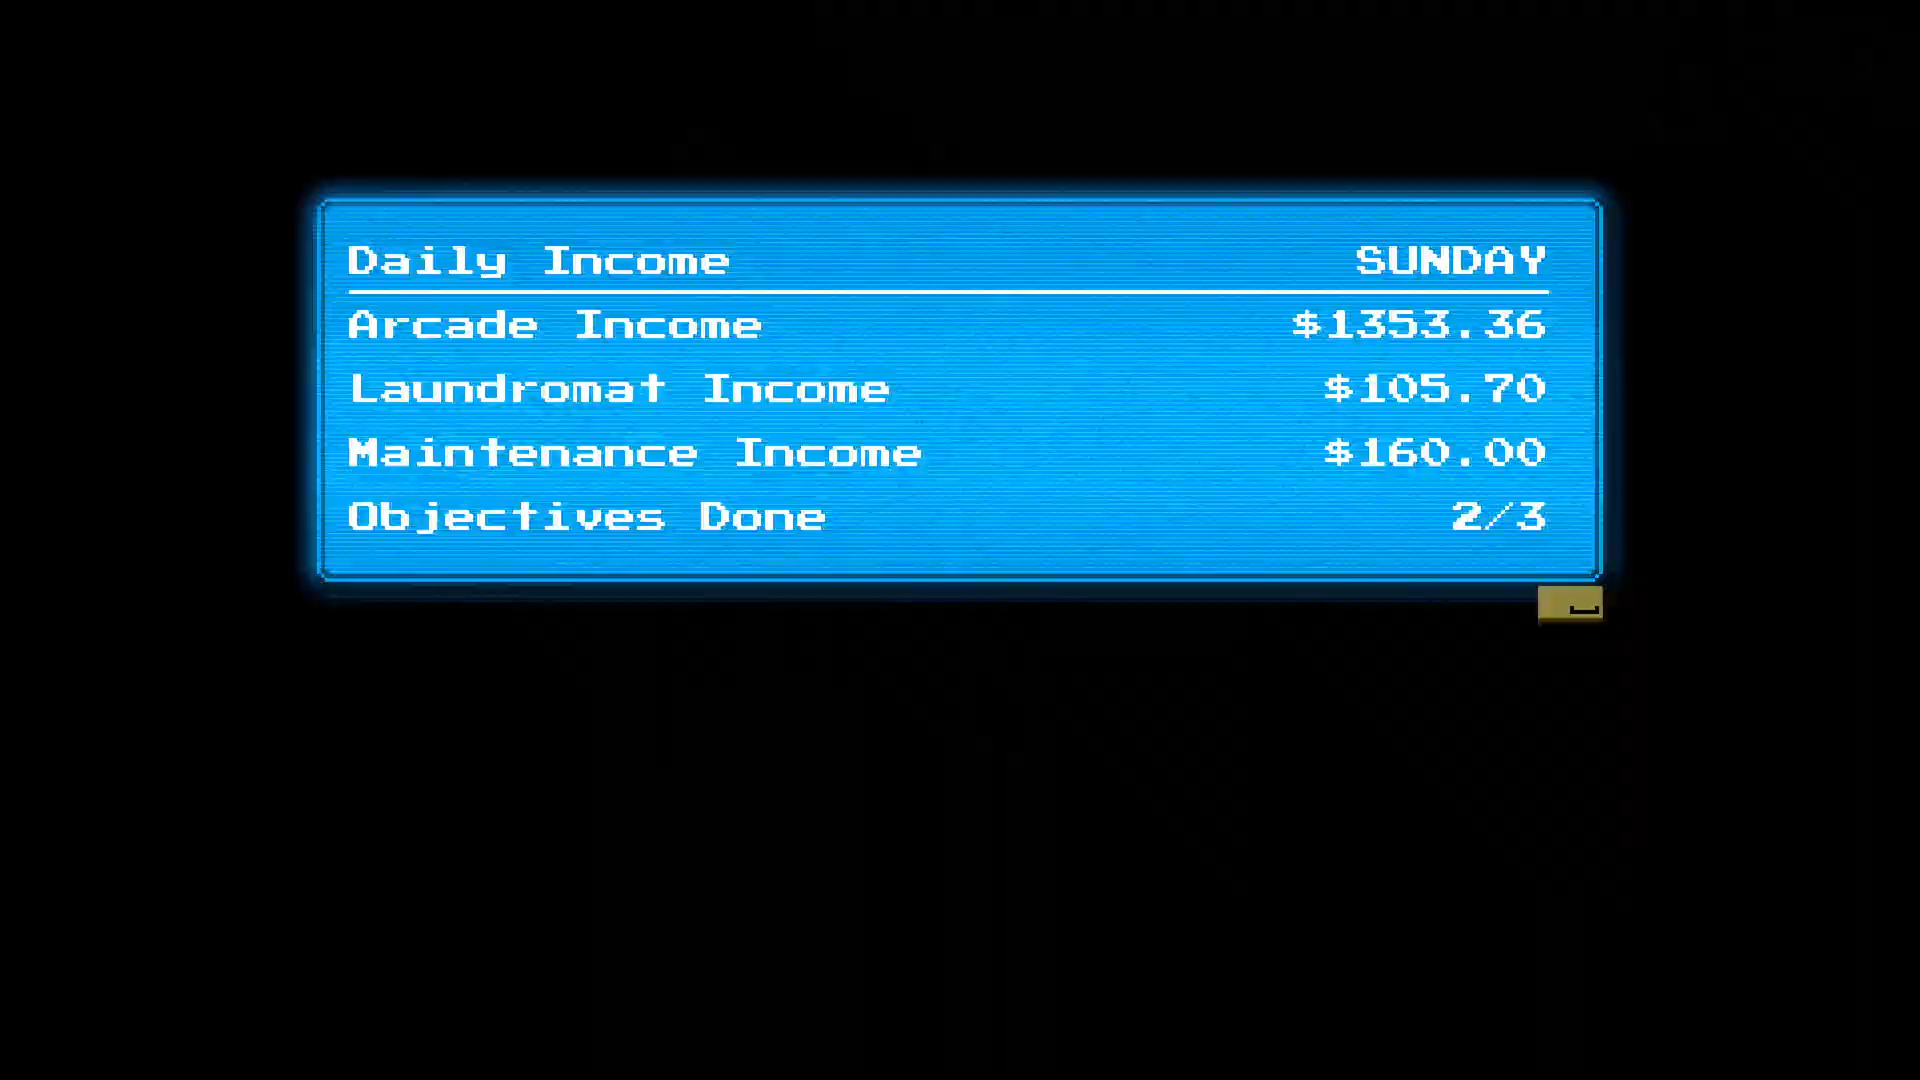 Daily Income SUNDAY
Arcade Income $1353.36
Laundromat Income $105.70
Maintenance Income $160.00
Objectives Done 2/3